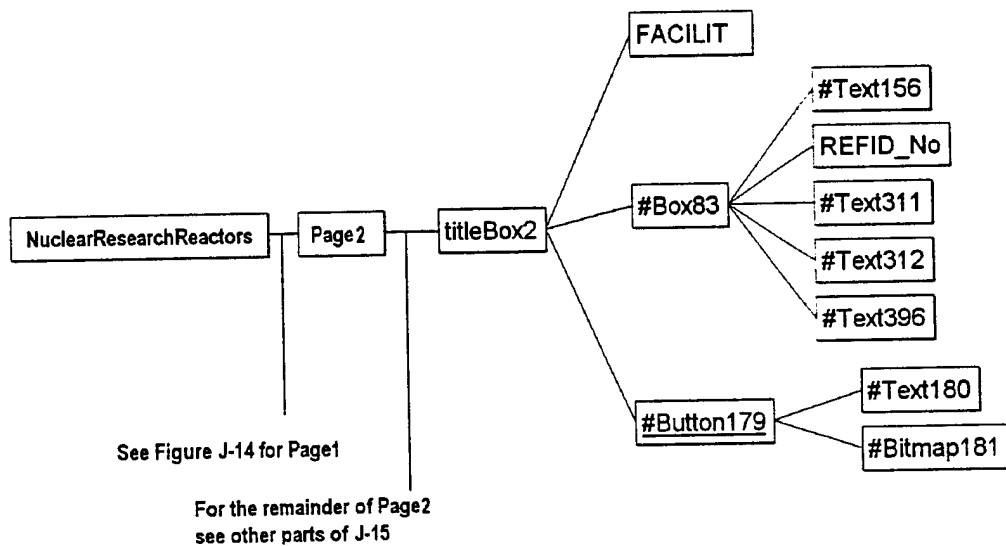 FACILIT
#Text156
REFID_No
#Box83
#Text311
NuclearResearchReactors
Page2
titleBox2
#Text312
#Text396
#Text180
#Button179
#Bitmap181
See Figure J-14 for Page1
For the remainder of Page2
see other parts of J-15